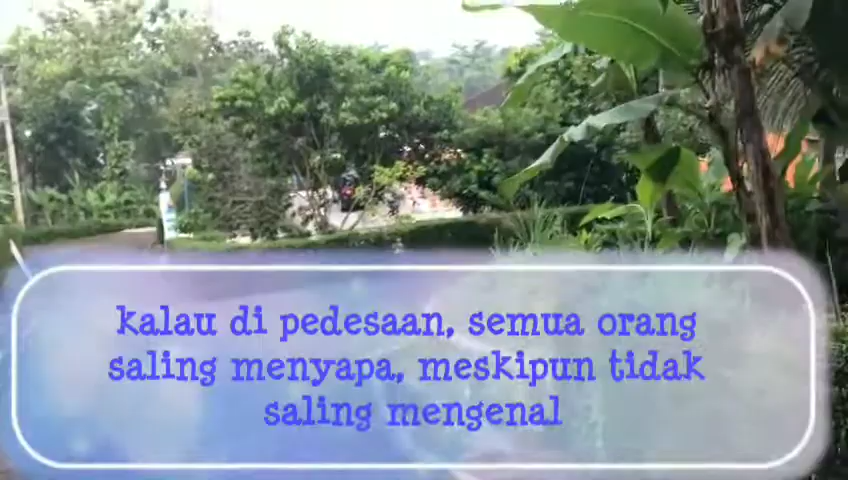 kalau di pedesaan, semua orang
saling menyapa, meskipun tidak
saling mengenal